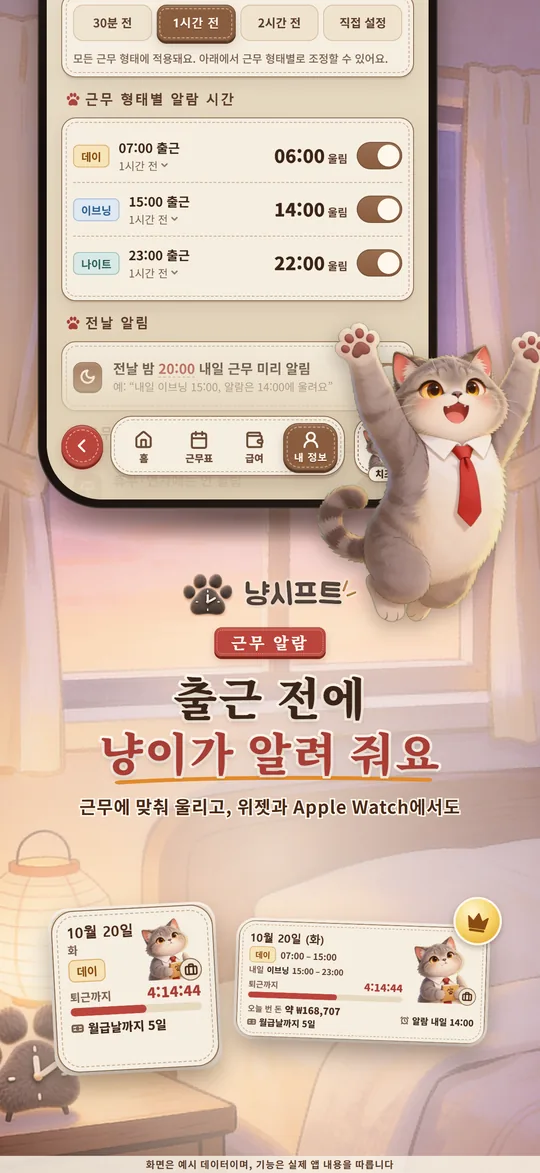 30분 전
1시간 전
2시간 전
직접 설정
모든 근무 형태에 적용돼요. 아래에서 근무 형태별로 조정할 수 있어요.
근무 형태별 알람 시간
데이
07:00 출근
1시간 전
06:00 울림
이브닝
15:00 출근
1시간 전
14:00 울림
나이트
23:00 출근
1시간 전
22:00 울림
전날 알림
전날 밤 20:00 내일 근무 미리 알림
예: “내일 이브닝 15:00, 알람은 14:00에 울려요”
홈
근무표
급여
내 정보
냥시프트
근무 알람
출근 전에
냥이가 알려 줘요
근무에 맞춰 울리고, 위젯과 Apple Watch에서도
10월 20일
화
데이
퇴근까지
4:14:44
월급날까지 5일
10월 20일 (화)
데이 07:00 – 15:00
내일 이브닝 15:00 – 23:00
퇴근까지
4:14:44
오늘 번 돈 약 ₩168,707
월급날까지 5일
알람 내일 14:00
화면은 예시 데이터이며, 기능은 실제 앱 내용을 따릅니다